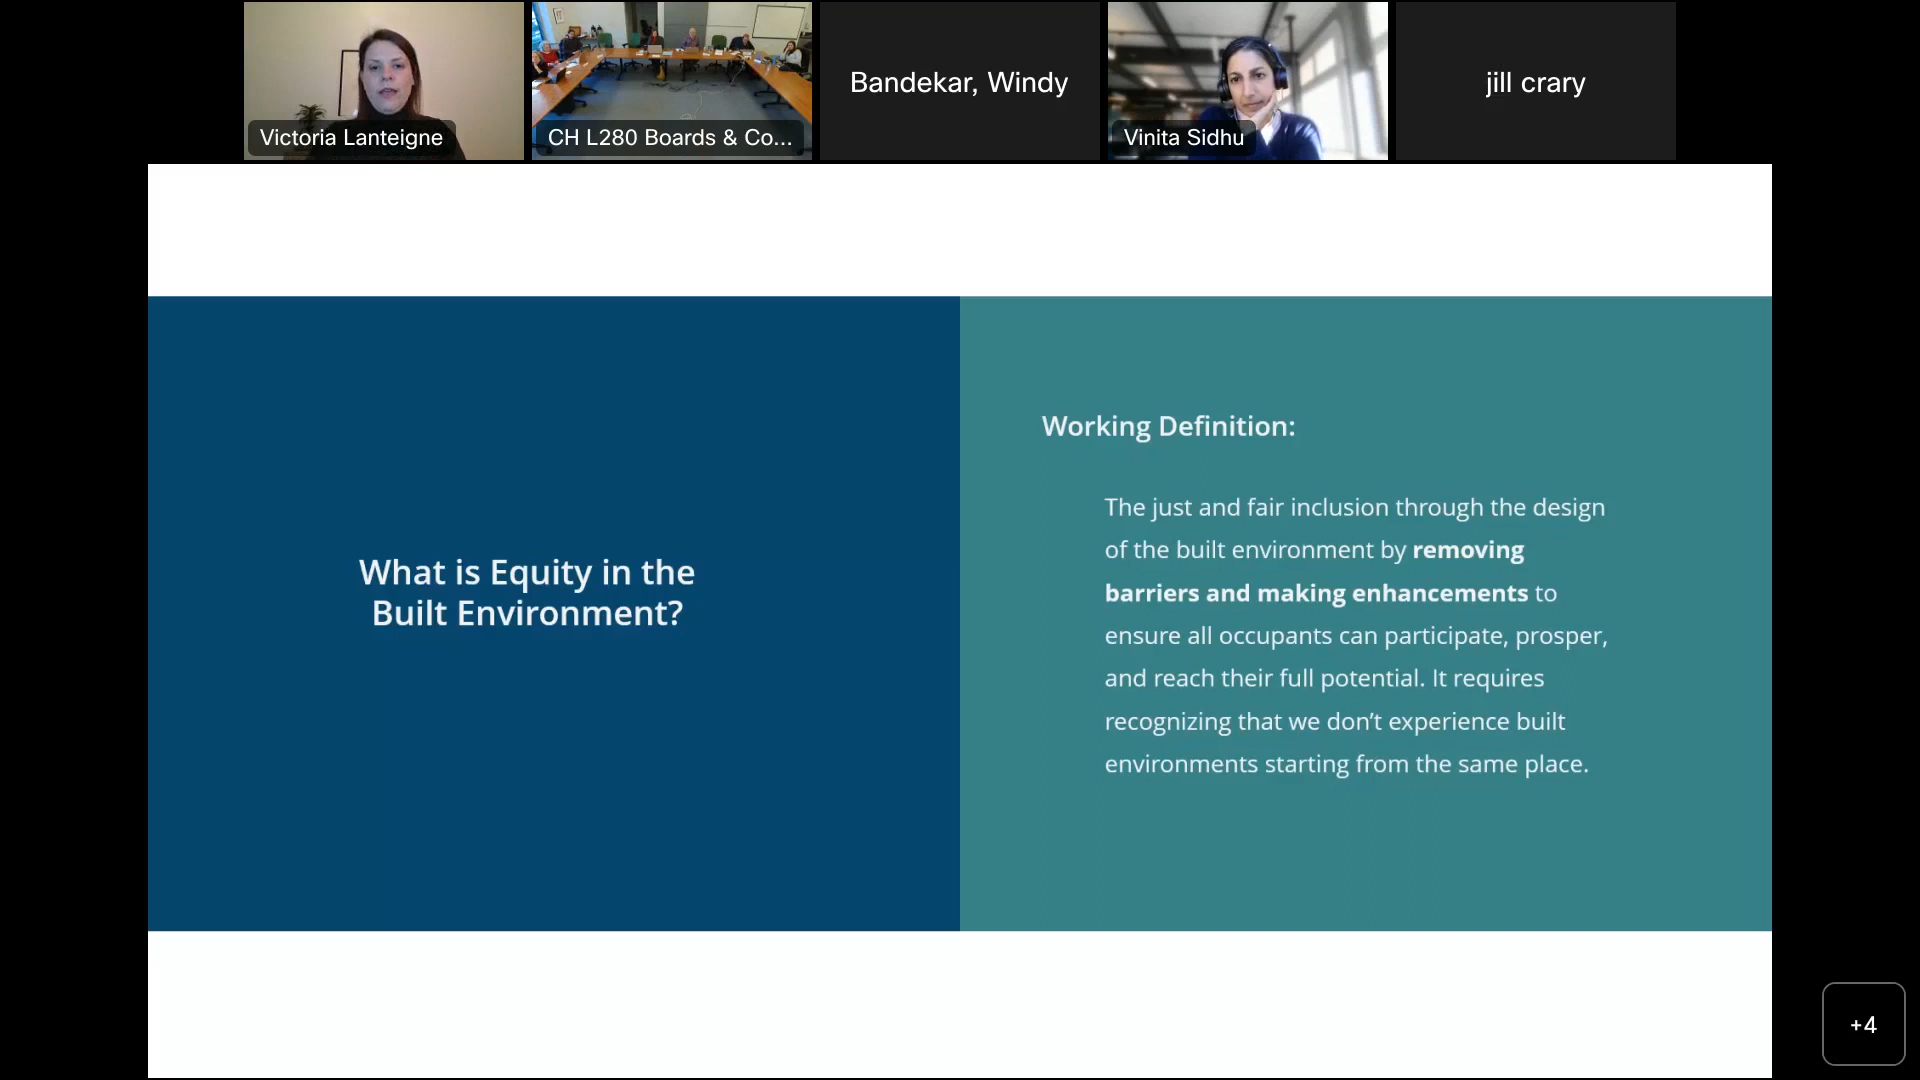 Victoria Lanteigne
CH L280 Boards & Co...
Bandekar, Windy
Vinita Sidhu
jill crary
What is Equity in the
Built Environment?
Working Definition:
The just and fair inclusion through the design
of the built environment by removing
barriers and making enhancements to
ensure all occupants can participate, prosper,
and reach their full potential. It requires
recognizing that we don’t experience built
environments starting from the same place.
+4